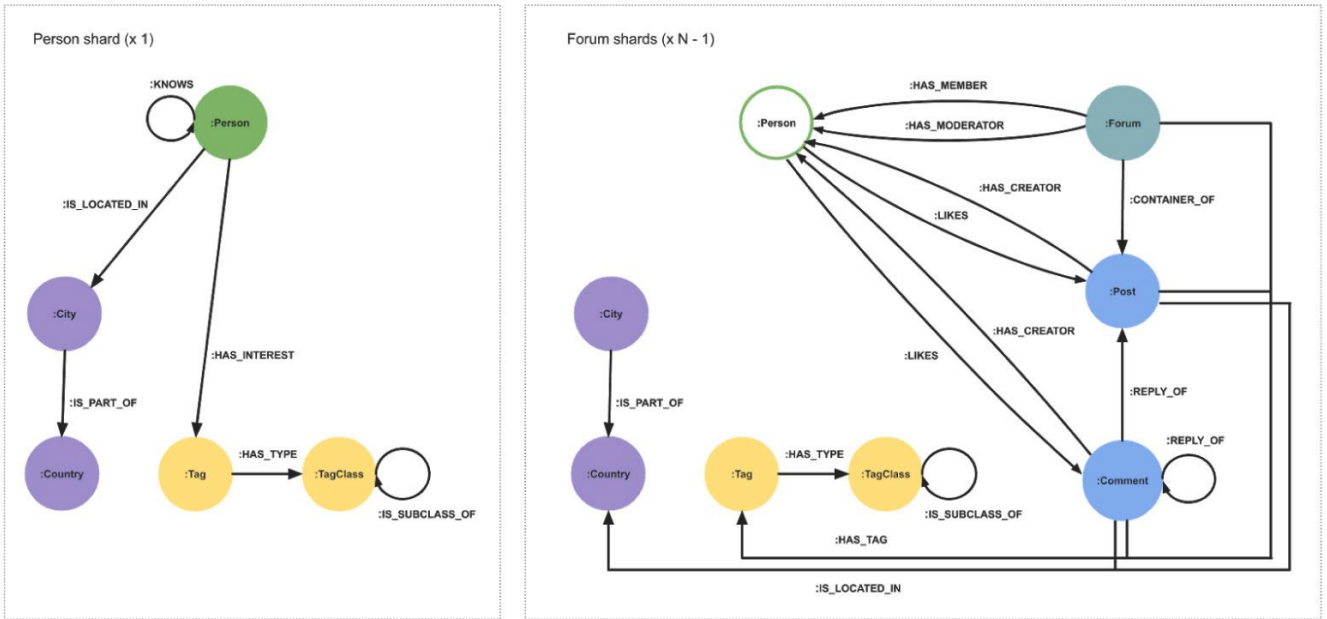 Person shard (x 1)
:KNOWS
:Person
:IS_LOCATED_IN
:City
:HAS_INTEREST
:IS_PART_OF
:Country
:Tag
:HAS_TYPE
:TagClass
:IS_SUBCLASS_OF
Forum shards (x N - 1)
:HAS_MEMBER
:Person
:HAS_MODERATOR
:Forum
:HAS_CREATOR
:CONTAINER_OF
:LIKES
:Post
:City
:HAS_CREATOR
:LIKES
:REPLY_OF
:IS_PART_OF
:REPLY_OF
:Country
:Tag
:HAS_TYPE
:TagClass
:Comment
:IS_SUBCLASS_OF
:HAS_TAG
:IS_LOCATED_IN